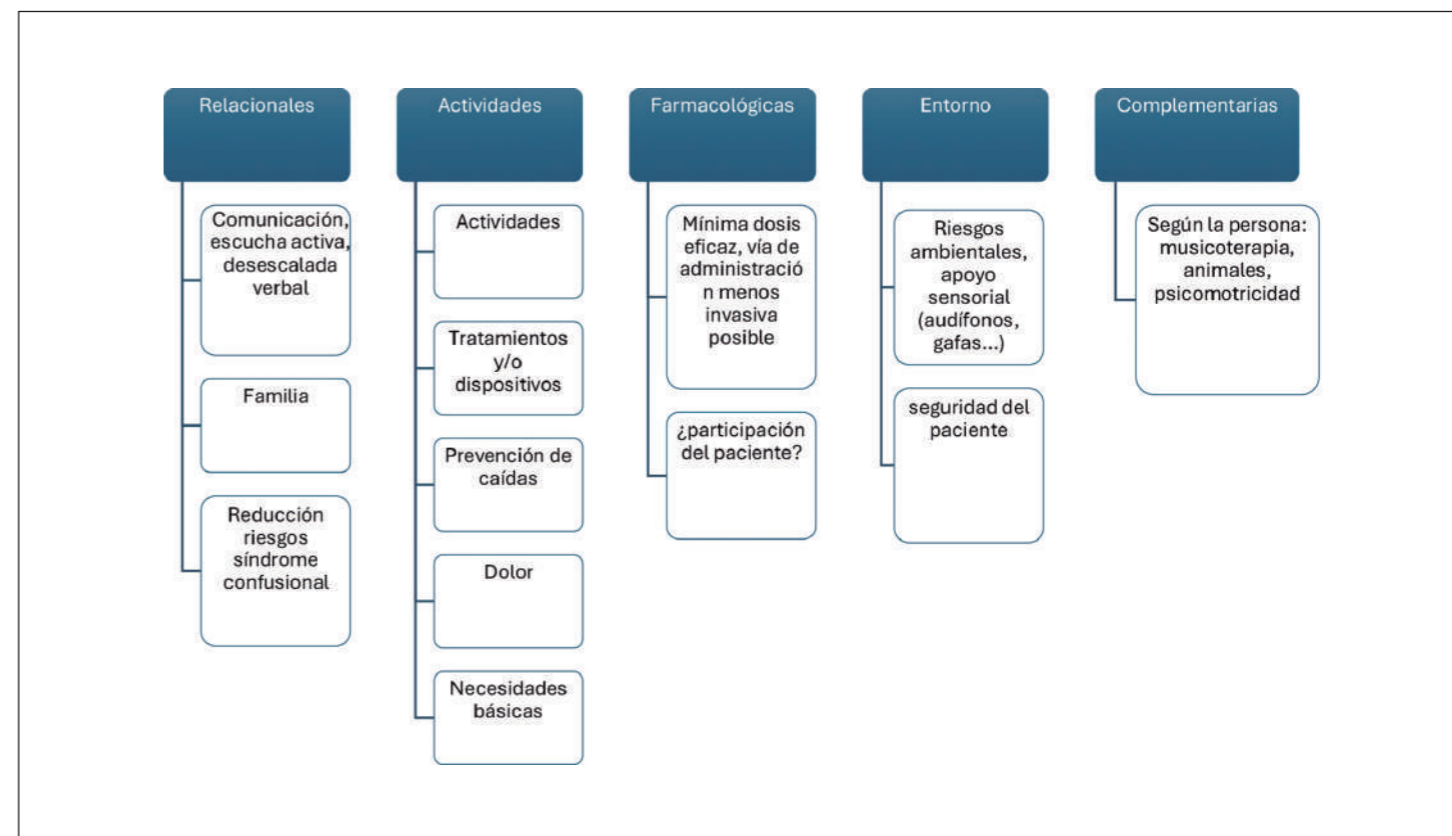 Relacionales
Comunicación,
escucha activa,
desescalada
verbal
Familia
Reducción
riesgos
síndrome
confusional
Actividades
Actividades
Tratamientos
y/o
dispositivos
Prevención de
caídas
Dolor
Necesidades
básicas
Farmacológicas
Mínima dosis
eficaz, vía de
administració
n menos
invasiva
posible
¿participación
del paciente?
Entorno
Riesgos
ambientales,
apoyo
sensorial
(audífonos,
gafas...)
seguridad del
paciente
Complementarias
Según la persona:
musicoterapia,
animales,
psicomotricidad